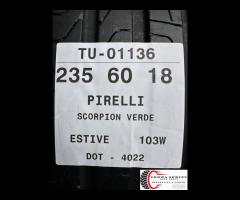 TU-01136
235 60 18
PIRELLI
SCORPION VERDE
ESTIVE 103W
DOT - 4022